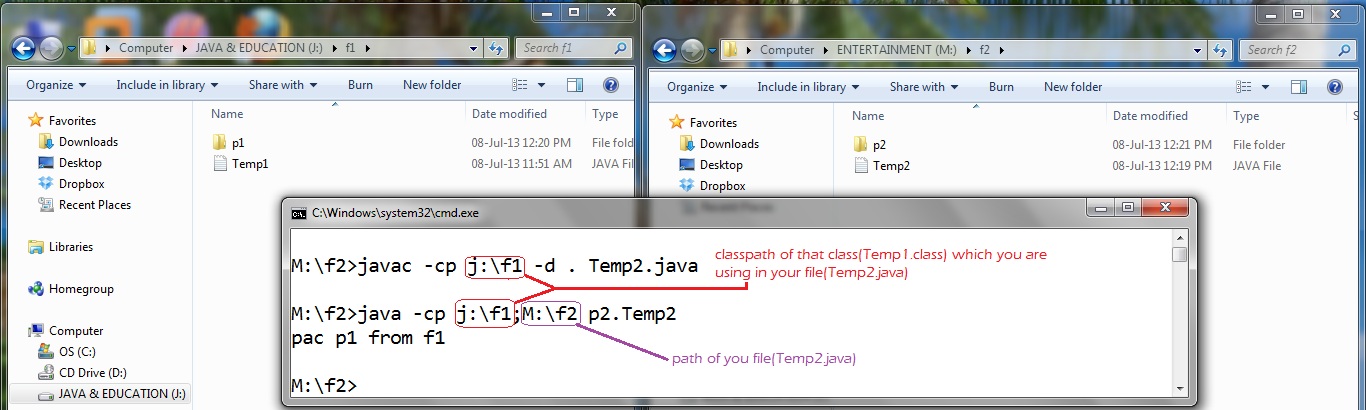 Computer ▸ JAVA & EDUCATION (J:) ▸ f1 ▸
Search f1
Organize Include in library Share with Burn New folder
Favorites
Downloads
Desktop
Dropbox
Recent Places
Libraries
Homegroup
Computer
OS (C:)
CD Drive (D:)
JAVA & EDUCATION (J:)
Name Date modified Type
p1 08-Jul-13 12:20 PM File fold
Temp1 08-Jul-13 11:51 AM JAVA Fil
Computer ▸ ENTERTAINMENT (M:) ▸ f2 ▸
Search f2
Organize Include in library Share with Burn New folder
Favorites
Downloads
Desktop
Dropbox
Name Date modified Type
p2 08-Jul-13 12:21 PM File folder
Temp2 08-Jul-13 12:19 PM JAVA File
C:\Windows\system32\cmd.exe
M:\f2>javac -cp j:\f1 -d . Temp2.java
M:\f2>java -cp j:\f1;M:\f2 p2.Temp2
pac p1 from f1
M:\f2>
classpath of that class(Temp1.class) which you are
using in your file(Temp2.java)
path of you file(Temp2.java)